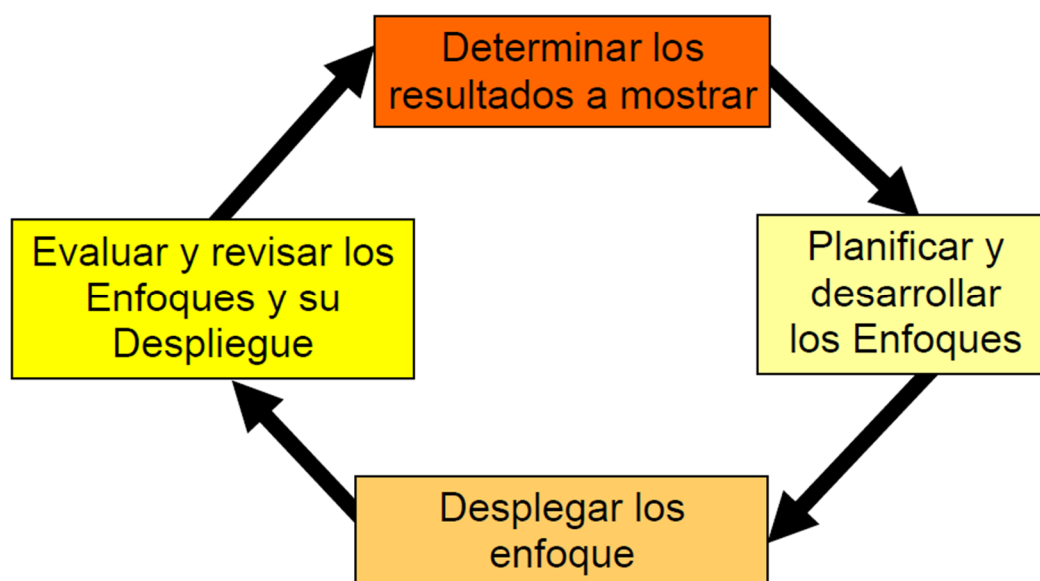 Determinar los
resultados a mostrar
Planificar y
desarrollar
los Enfoques
Desplegar los
enfoque
Evaluar y revisar los
Enfoques y su
Despliegue